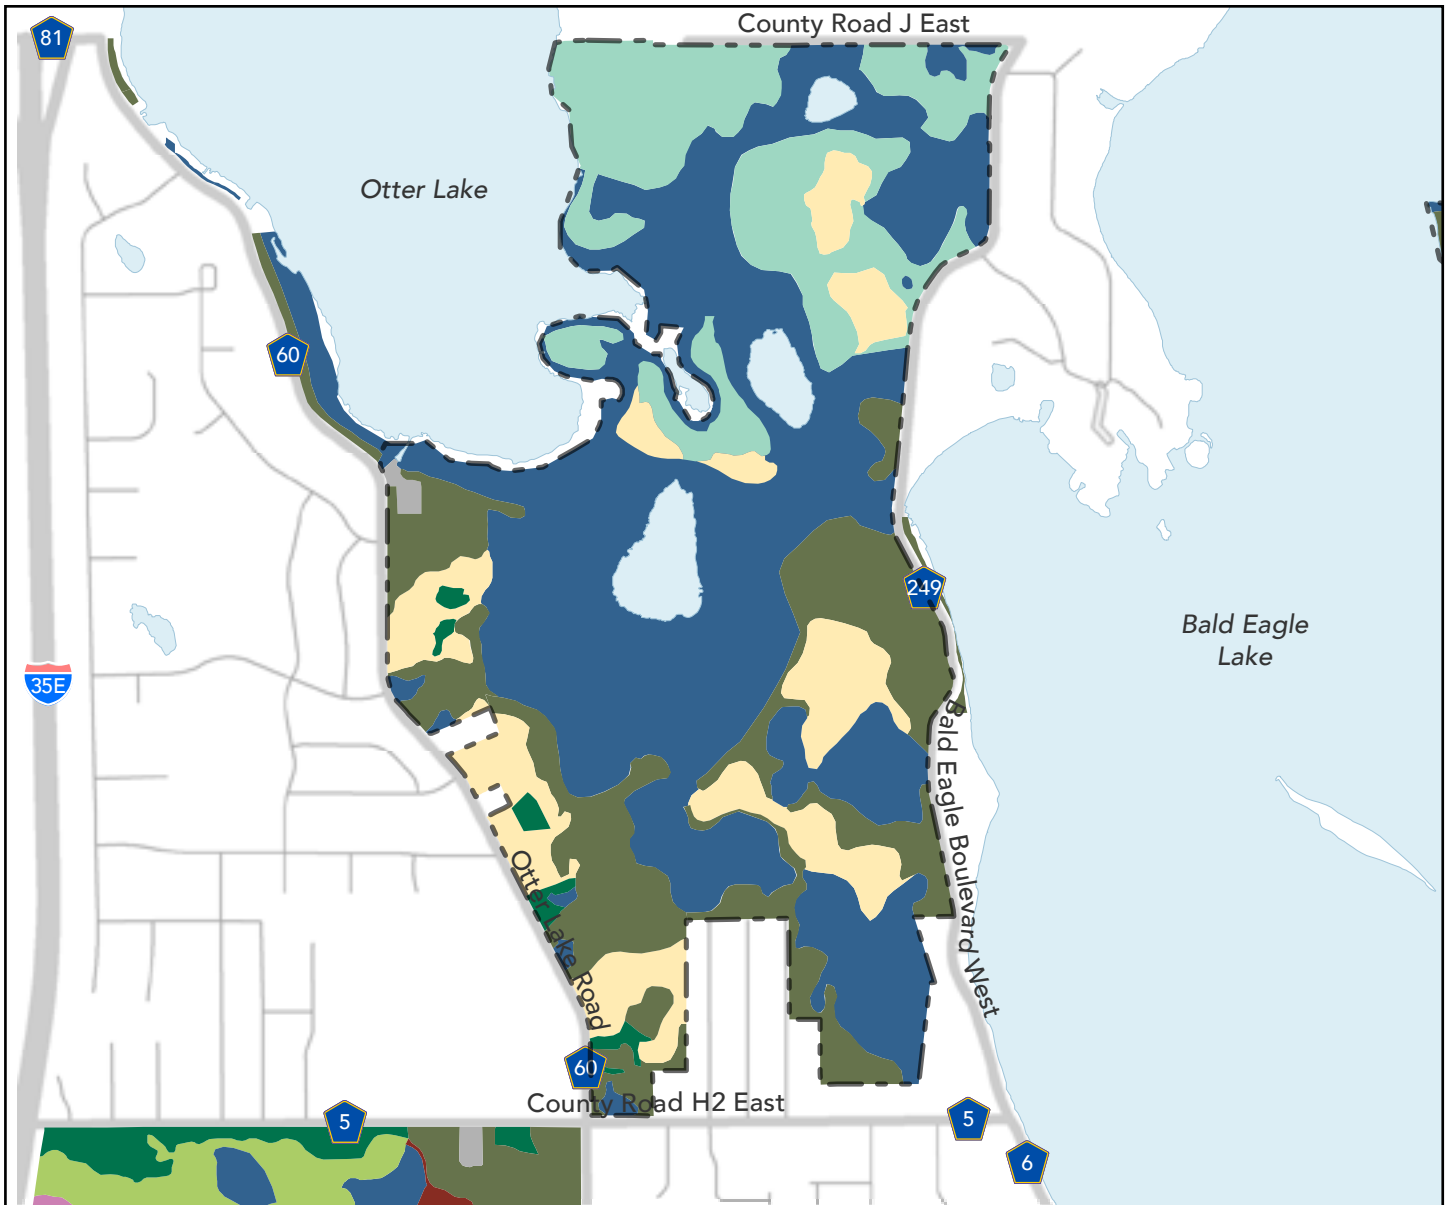 County Road J East
81
Otter Lake
60
249
Bald Eagle
Lake
35E
Bald Eagle Boulevard West
Otter Lake Road
60
County Road H2 East
5
5
6